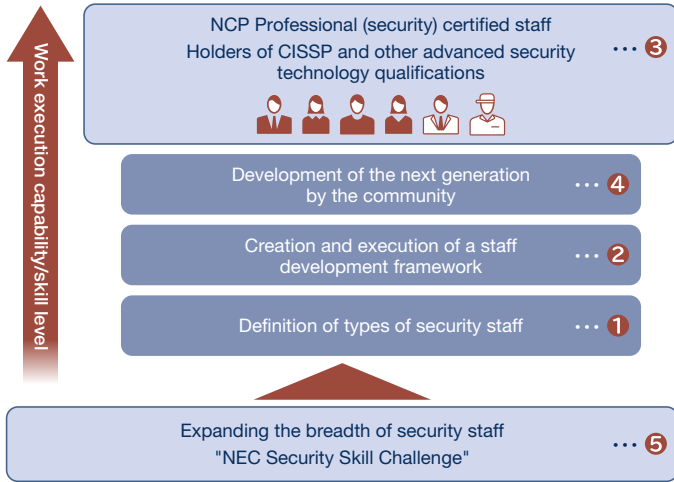 Work execution capability/skill level
NCP Professional (security) certified staff
Holders of CISSP and other advanced security
technology qualifications
... 3
Development of the next generation
by the community
... 4
Creation and execution of a staff
development framework
... 2
Definition of types of security staff
... 1
Expanding the breadth of security staff
"NEC Security Skill Challenge"
... 5